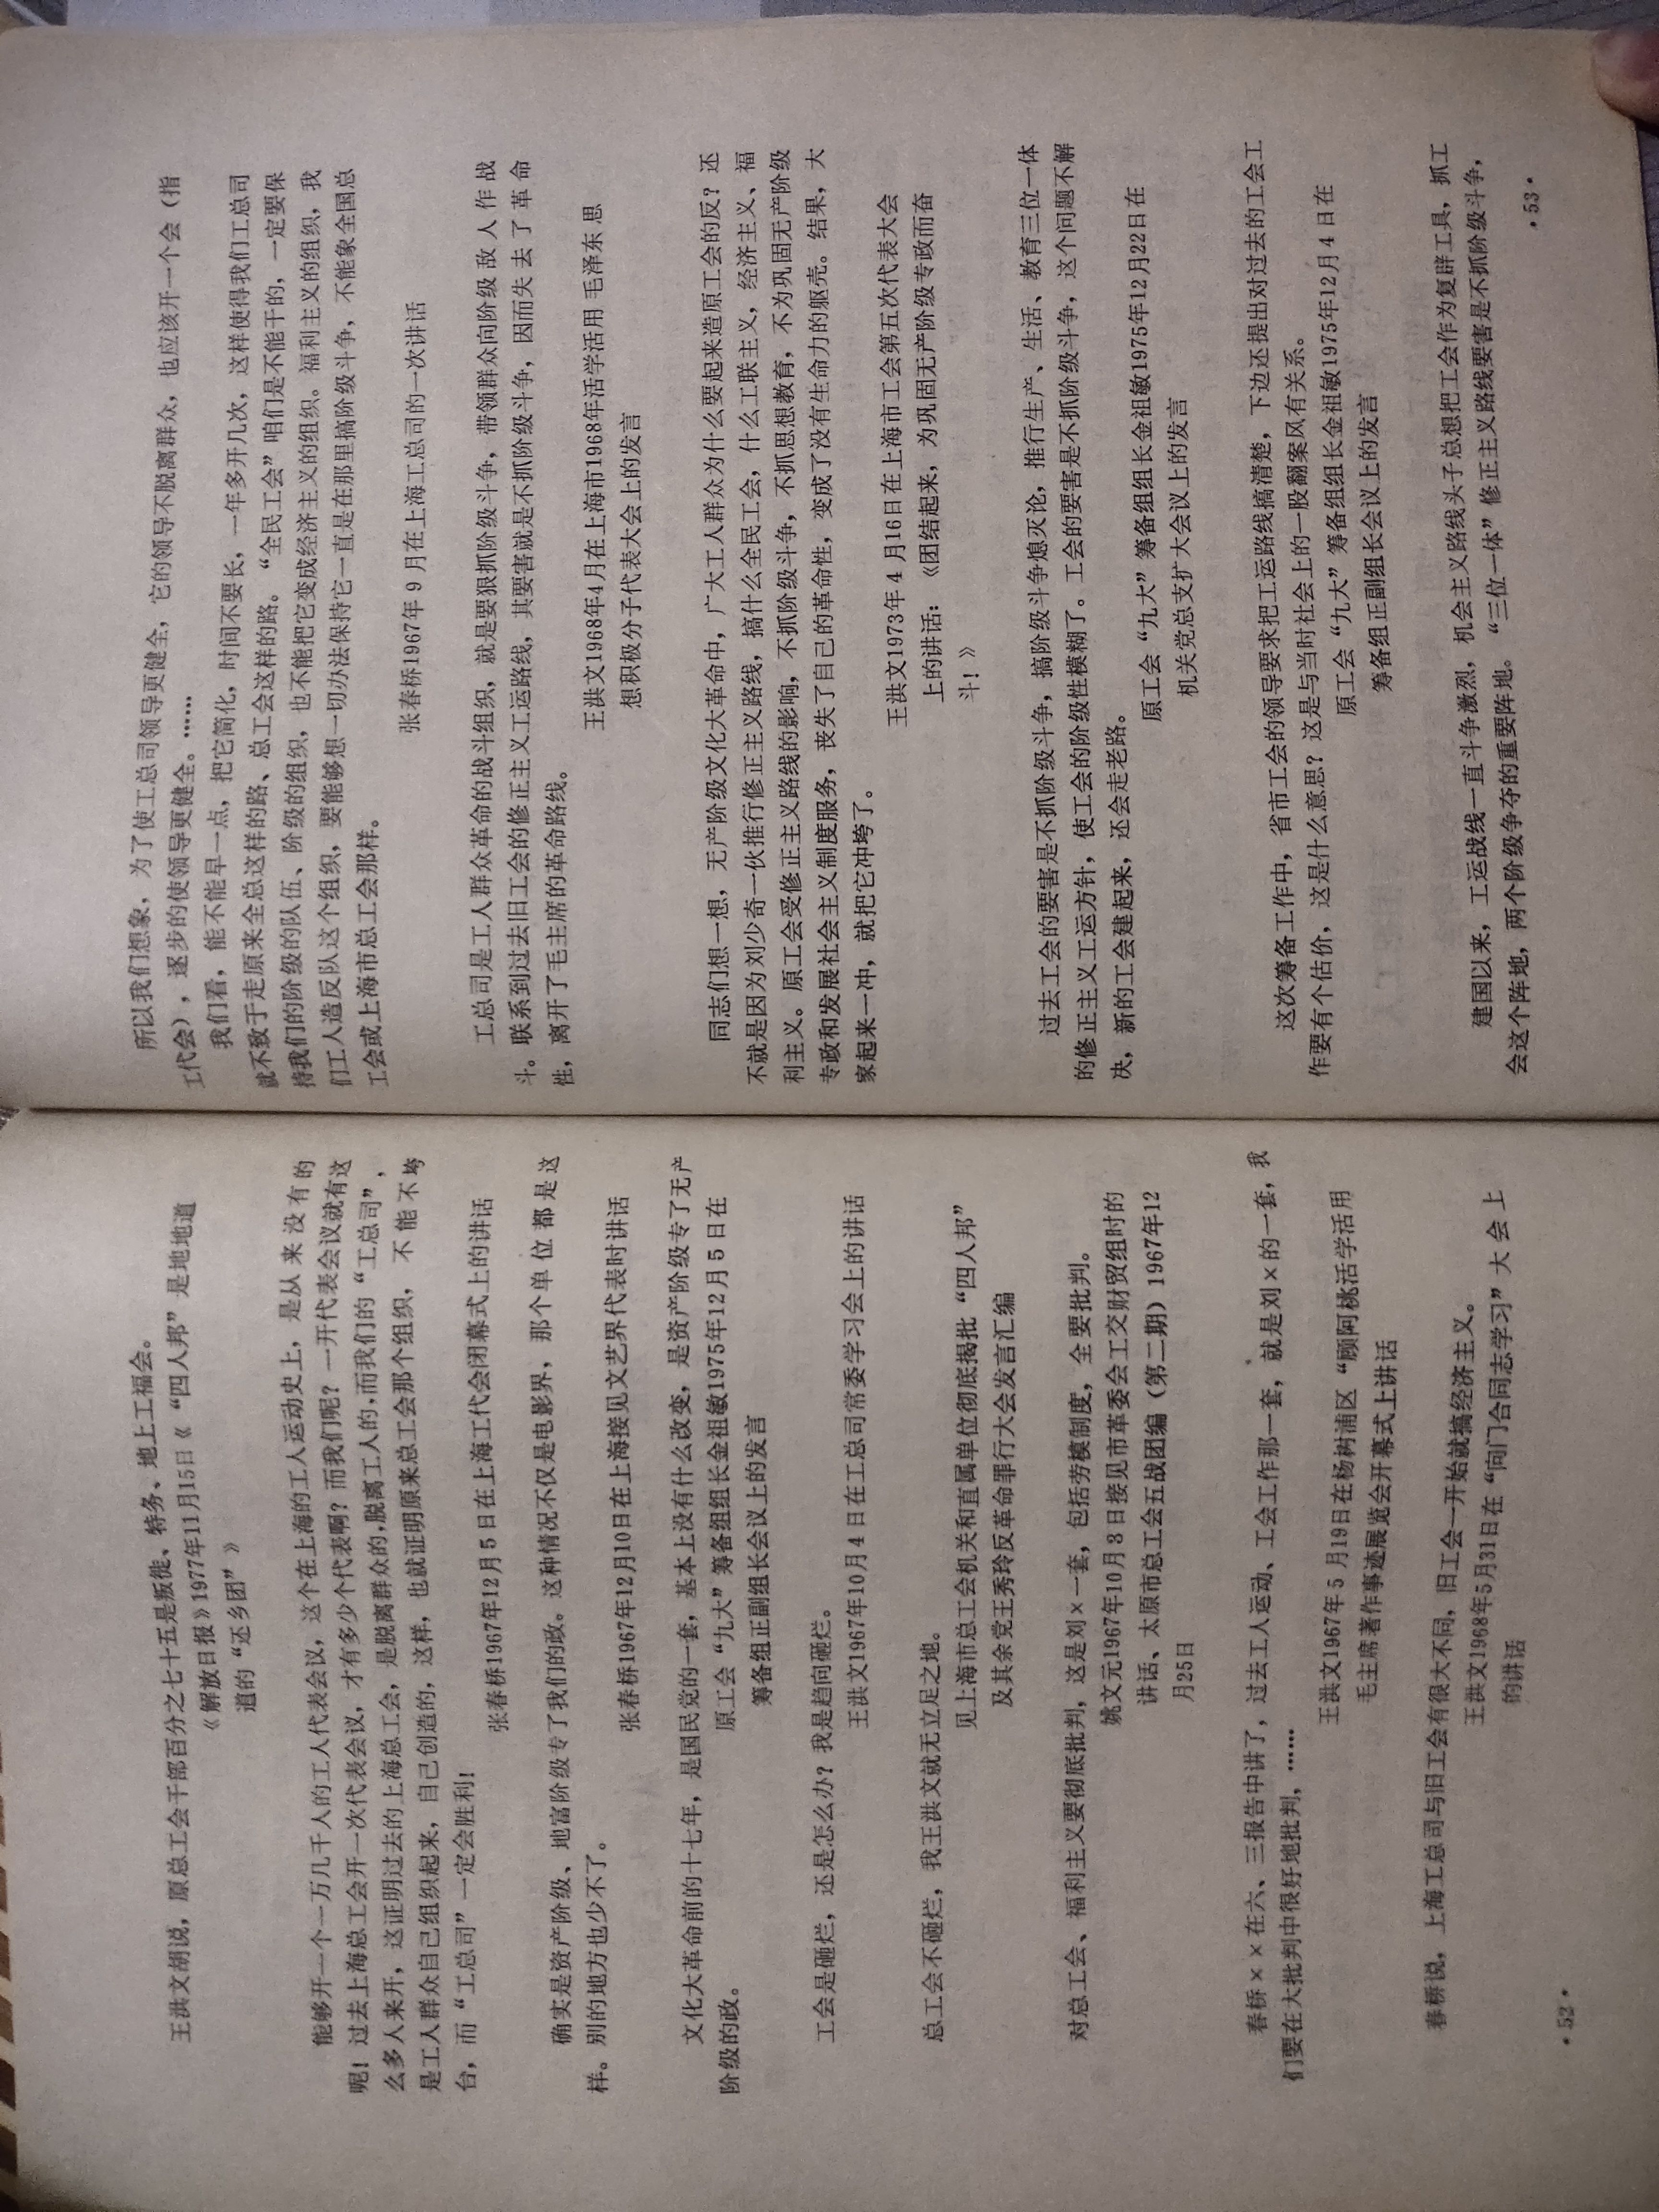 王洪文胡说，原总工会干部百分之七十五是叛徙、特务、地上工福会。
《解放日报》1977年11月15日《 “四人邦” 是地地道
道的“还乡团”》
能够开一个一万几千人的工人代表会议，这个在上海的工人运动史上，是从来没有的
呢！过去上海总工会开一次代表会议，才有多少个代表啊？而我们呢？一开代表会议就有这
么多人来开，这证明过去的上海总工会，是脱离群众的，脱离工人的，而我们的“工总司”，
是工人群众自己组织起来，自己创造的，这样，也就证明原来总工会那个组织，不能不垮
台，而“工总司”一定会胜利！
张春桥1967年12月5日在上海工代会闭幕式上的讲话
确实是资产阶级、地富阶级专了我们的政。这种情况不仅是电影界，那个单位都是这
样。别的地方也少不了。
张春桥1967年12月10日在上海接见文艺界代表时讲话
文化大革命前的十七年，是国民党的一套，基本上没有什么改变，是资产阶级专了无产
阶级的政。
原工会“九大”筹备组组长金祖敏1975年12月5日在
筹备组正副组长会议上的发言
工会是砸烂，还是怎么办？我是趋向砸烂。
王洪文1967年10月4日在工总司常委学习会上的讲话
总工会不砸烂，我王洪文就无立足之地。
见上海市总工会机关和直属单位彻底揭批“四人邦”
及其余党王秀玲反革命罪行大会发言汇编
对总工会、福利主义要彻底批判，这是刘×一套，包括劳模制度，全要批判。
姚文元1967年10月8日接见市革委会工交财贸组时的
讲话、太原市总工会五战团编（第二期）1967年12
月25日
春桥××在六、三报告中讲了，过去工人运动、工会工作那一套，就是刘×的一套，我
们要在大批判中很好地批判，……
王洪文1967年5月19日在杨树浦区“顾阿桃活学活用
毛主席著作事迹展览会开幕式上讲话
春桥说，上海工总司与旧工会有很大不同，旧工会一开始就搞经济主义。
王洪文1968年5月31日在“向门合同志学习”大会上
的讲话
•52•
所以我们想象，为了使工总司领导更健全，它的领导不脱离群众，也应该开一个会（指
工代会），逐步的使领导更健全。……
我们看，能不能早一点，把它简化，时间不要长，一年多开几次，这样使得我们工总司
就不致于走原来全总这样的路、总工会这样的路。“全民工会”咱们是不能干的，一定要保
持我们的阶级的队伍、阶级的组织，也不能把它变成经济主义的组织。福利主义的组织，我
们工人造反队这个组织，要能够想一切办法保持它一直是在那里搞阶级斗争，不能象全国总
工会或上海市总工会那样。
张春桥1967年9月在上海工总司的一次讲话
工总司是工人群众革命的战斗组织，就是要狠抓阶级斗争，带领群众向阶级敌人作战
斗。联系到过去旧工会的修正主义工运路线，其要害就是不抓阶级斗争，因而失去了革命
性，离开了毛主席的革命路线。
王洪文1968年4月在上海市1968年活学活用 毛泽东思
想积极分子代表大会上的发言
同志们想一想，无产阶级文化大革命中，广大工人群众为什么要起来造原工会的反？还
不就是因为刘少奇一伙推行修正主义路线，搞什么全民工会，什么工联主义，经济主义、福
利主义。原工会受修正主义路线的影响，不抓阶级斗争，不抓思想教育，不为巩固无产阶级
专政和发展社会主义制度服务，丧失了自己的革命性，变成了没有生命力的躯壳。结果，大
家起来一冲，就把它冲垮了。
王洪文1973年4月16日在上海市工会第五次代表大会
上的讲话：《团结起来，为巩固无产阶级专政而奋
斗！》
过去工会的要害是不抓阶级斗争，搞阶级斗争熄灭论，推行生产、生活、教育三位一体
的修正主义工运方针，使工会的阶级性模糊了。工会的要害是不抓阶级斗争，这个问题不解
决，新的工会建起来，还会走老路。
原工会“九大”筹备组组长金祖敏1975年12月22日在
机关党总支扩大会议上的发言
这次筹备工作中，省市工会的领导要求把工运路线搞清楚，下边还提出对过去的工会工
作要有个估价，这是什么意思？这是与当时社会上的一股翻案风有关系。
原工会“九大”筹备组组长金祖敏1975年12月4日在
筹备组正副组长会议上的发言
建国以来，工运战线一直斗争激烈，机会主义路线头子总想把工会作为复辟工具，抓工
会这个阵地，两个阶级争夺的重要阵地。“三位一体”修正主义路线要害是不抓阶级斗争，
•53•